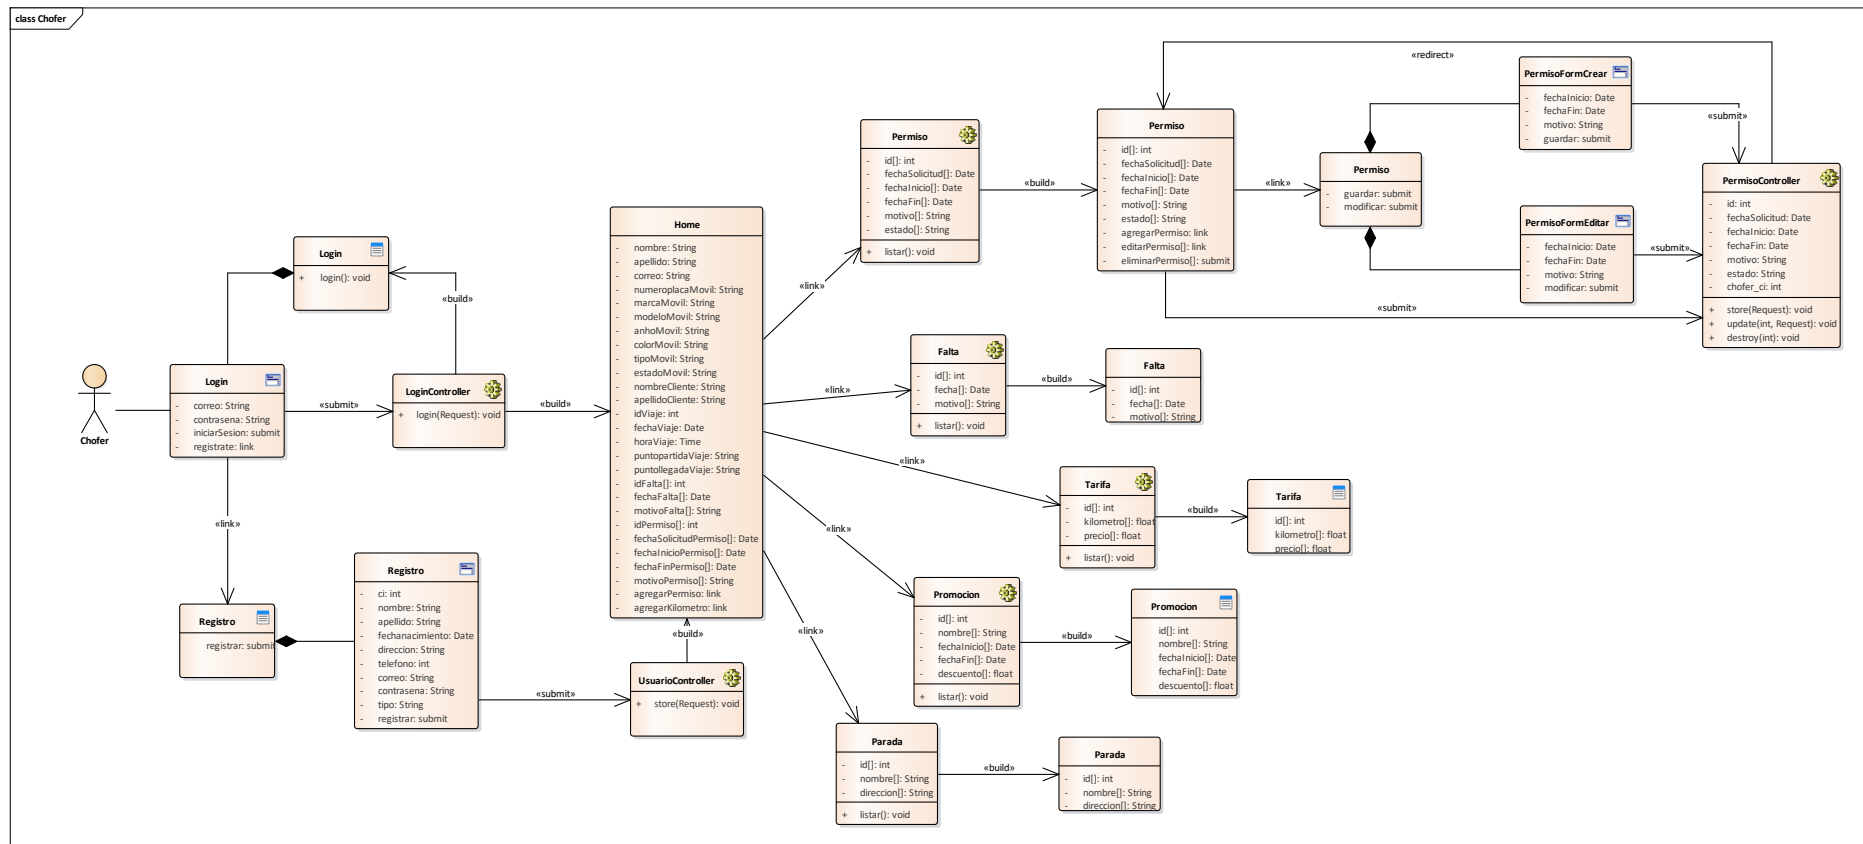 class Chofer
Chofer
Login
+ login(): void
«build»
Login
- correo: String
- contrasena: String
- iniciarSesion: submit
- registrate: link
«submit»
LoginController
+ login(Request): void
«build»
«link»
Registro
registrar: submit
Registro
- ci: int
- nombre: String
- apellido: String
- fechanacimiento: Date
- direccion: String
- telefono: int
- correo: String
- contrasena: String
- tipo: String
- registrar: submit
«submit»
UsuarioController
+ store(Request): void
«build»
Home
- nombre: String
- apellido: String
- correo: String
- numeroplacaMovil: String
- marcaMovil: String
- modeloMovil: String
- anhoMovil: String
- colorMovil: String
- tipoMovil: String
- estadoMovil: String
- nombreCliente: String
- apellidoCliente: String
- idViaje: int
- fechaViaje: Date
- horaViaje: Time
- puntopartidaViaje: String
- puntollegadaViaje: String
- idFalta[]: int
- fechaFalta[]: Date
- motivoFalta[]: String
- idPermiso[]: int
- fechaSolicitudPermiso[]: Date
- fechaInicioPermiso[]: Date
- fechaFinPermiso[]: Date
- motivoPermiso[]: String
- agregarPermiso: link
- agregarKilometro: link
«link»
«link»
«link»
«link»
«link»
Permiso
- id[]: int
- fechaSolicitud[]: Date
- fechaInicio[]: Date
- fechaFin[]: Date
- motivo[]: String
- estado[]: String
+ listar(): void
«build»
Permiso
- id[]: int
- fechaSolicitud[]: Date
- fechaInicio[]: Date
- fechaFin[]: Date
- motivo[]: String
- estado[]: String
- agregarPermiso: link
- editarPermiso[]: link
- eliminarPermiso[]: submit
«redirect»
«link»
«submit»
Permiso
- guardar: submit
- modificar: submit
PermisoFormCrear
- fechaInicio: Date
- fechaFin: Date
- motivo: String
- guardar: submit
«submit»
PermisoFormEditar
- fechaInicio: Date
- fechaFin: Date
- motivo: String
- modificar: submit
«submit»
PermisoController
- id: int
- fechaSolicitud: Date
- fechaInicio: Date
- fechaFin: Date
- motivo: String
- estado: String
- chofer_ci: int
+ store(Request): void
+ update(int, Request): void
+ destroy(int): void
Falta
- id[]: int
- fecha[]: Date
- motivo[]: String
+ listar(): void
«build»
Falta
- id[]: int
- fecha[]: Date
- motivo[]: String
Tarifa
- id[]: int
- kilometro[]: float
- precio[]: float
+ listar(): void
«build»
Tarifa
id[]: int
kilometro[]: float
precio[]: float
Promocion
- id[]: int
- nombre[]: String
- fechaInicio[]: Date
- fechaFin[]: Date
- descuento[]: float
+ listar(): void
«build»
Promocion
id[]: int
nombre[]: String
fechaInicio[]: Date
fechaFin[]: Date
descuento[]: float
Parada
- id[]: int
- nombre[]: String
- direccion[]: String
+ listar(): void
«build»
Parada
- id[]: int
- nombre[]: String
- direccion[]: String